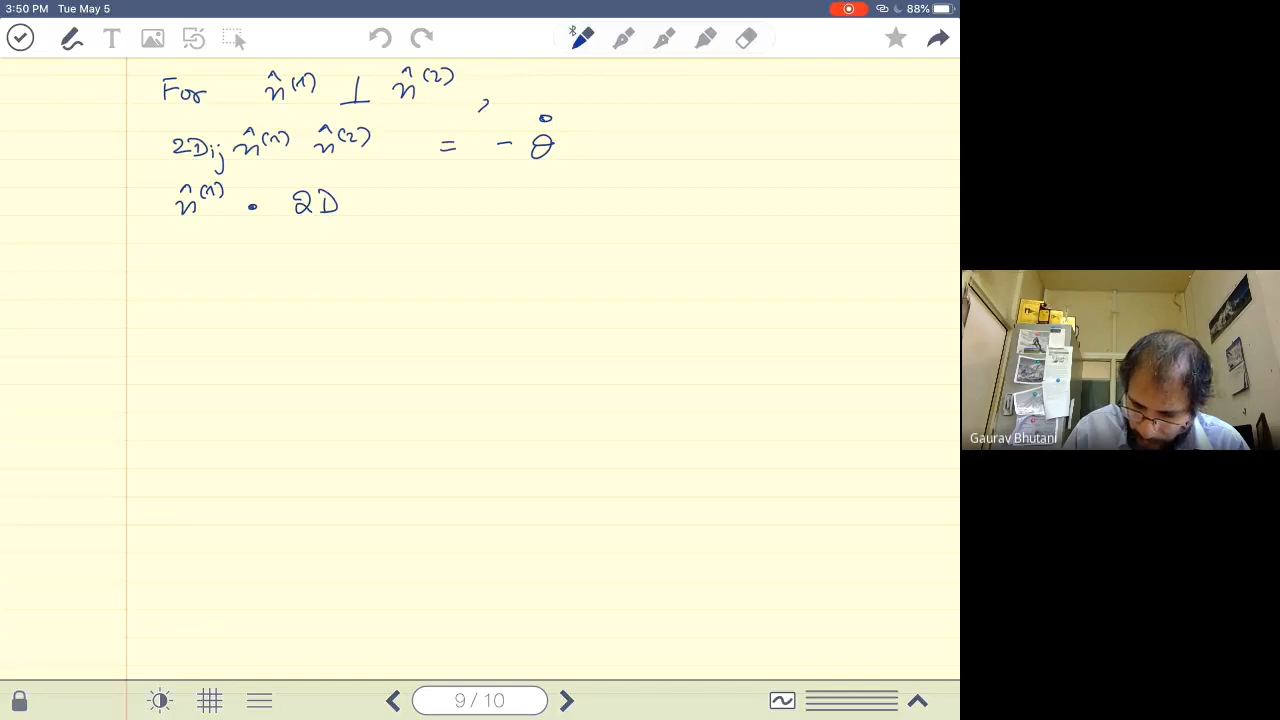 3:50 PM Tue May 5 88%
For n̂⁽¹⁾ ⊥ n̂⁽²⁾,
2Dij n̂⁽¹⁾ n̂⁽²⁾ = - θ̇
n̂⁽¹⁾ • 2D
Gaurav Bhutani
9 / 10